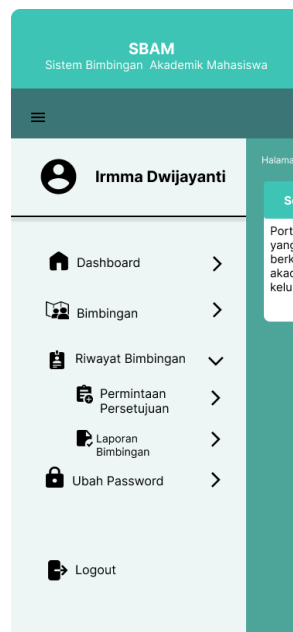 SBAM
Sistem Bimbingan Akademik Mahasiswa
Irmma Dwijayanti
Halama
Se
Port
yang
berk
akad
kelu
Dashboard
Bimbingan
Riwayat Bimbingan
Permintaan
Persetujuan
Laporan
Bimbingan
Ubah Password
Logout